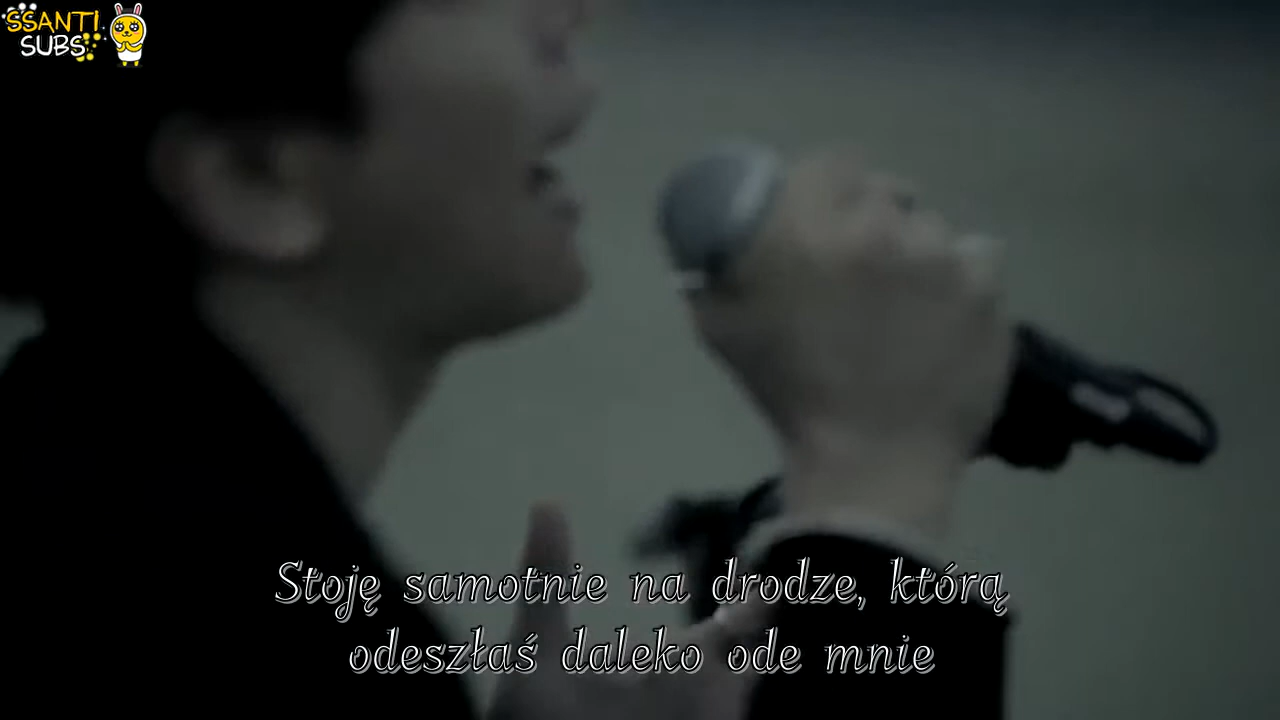 SSANTI
SUBS
Stoję samotnie na drodze, którą
odeszłaś daleko ode mnie